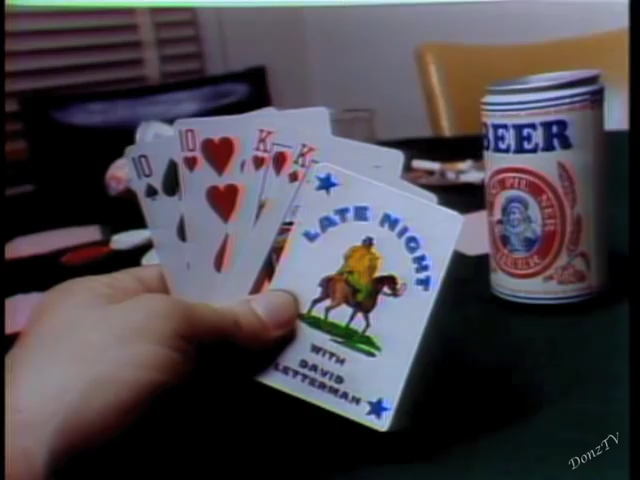 10
10
K
K
LATE NIGHT
WITH
DAVID
LETTERMAN
BEER
DonzTV